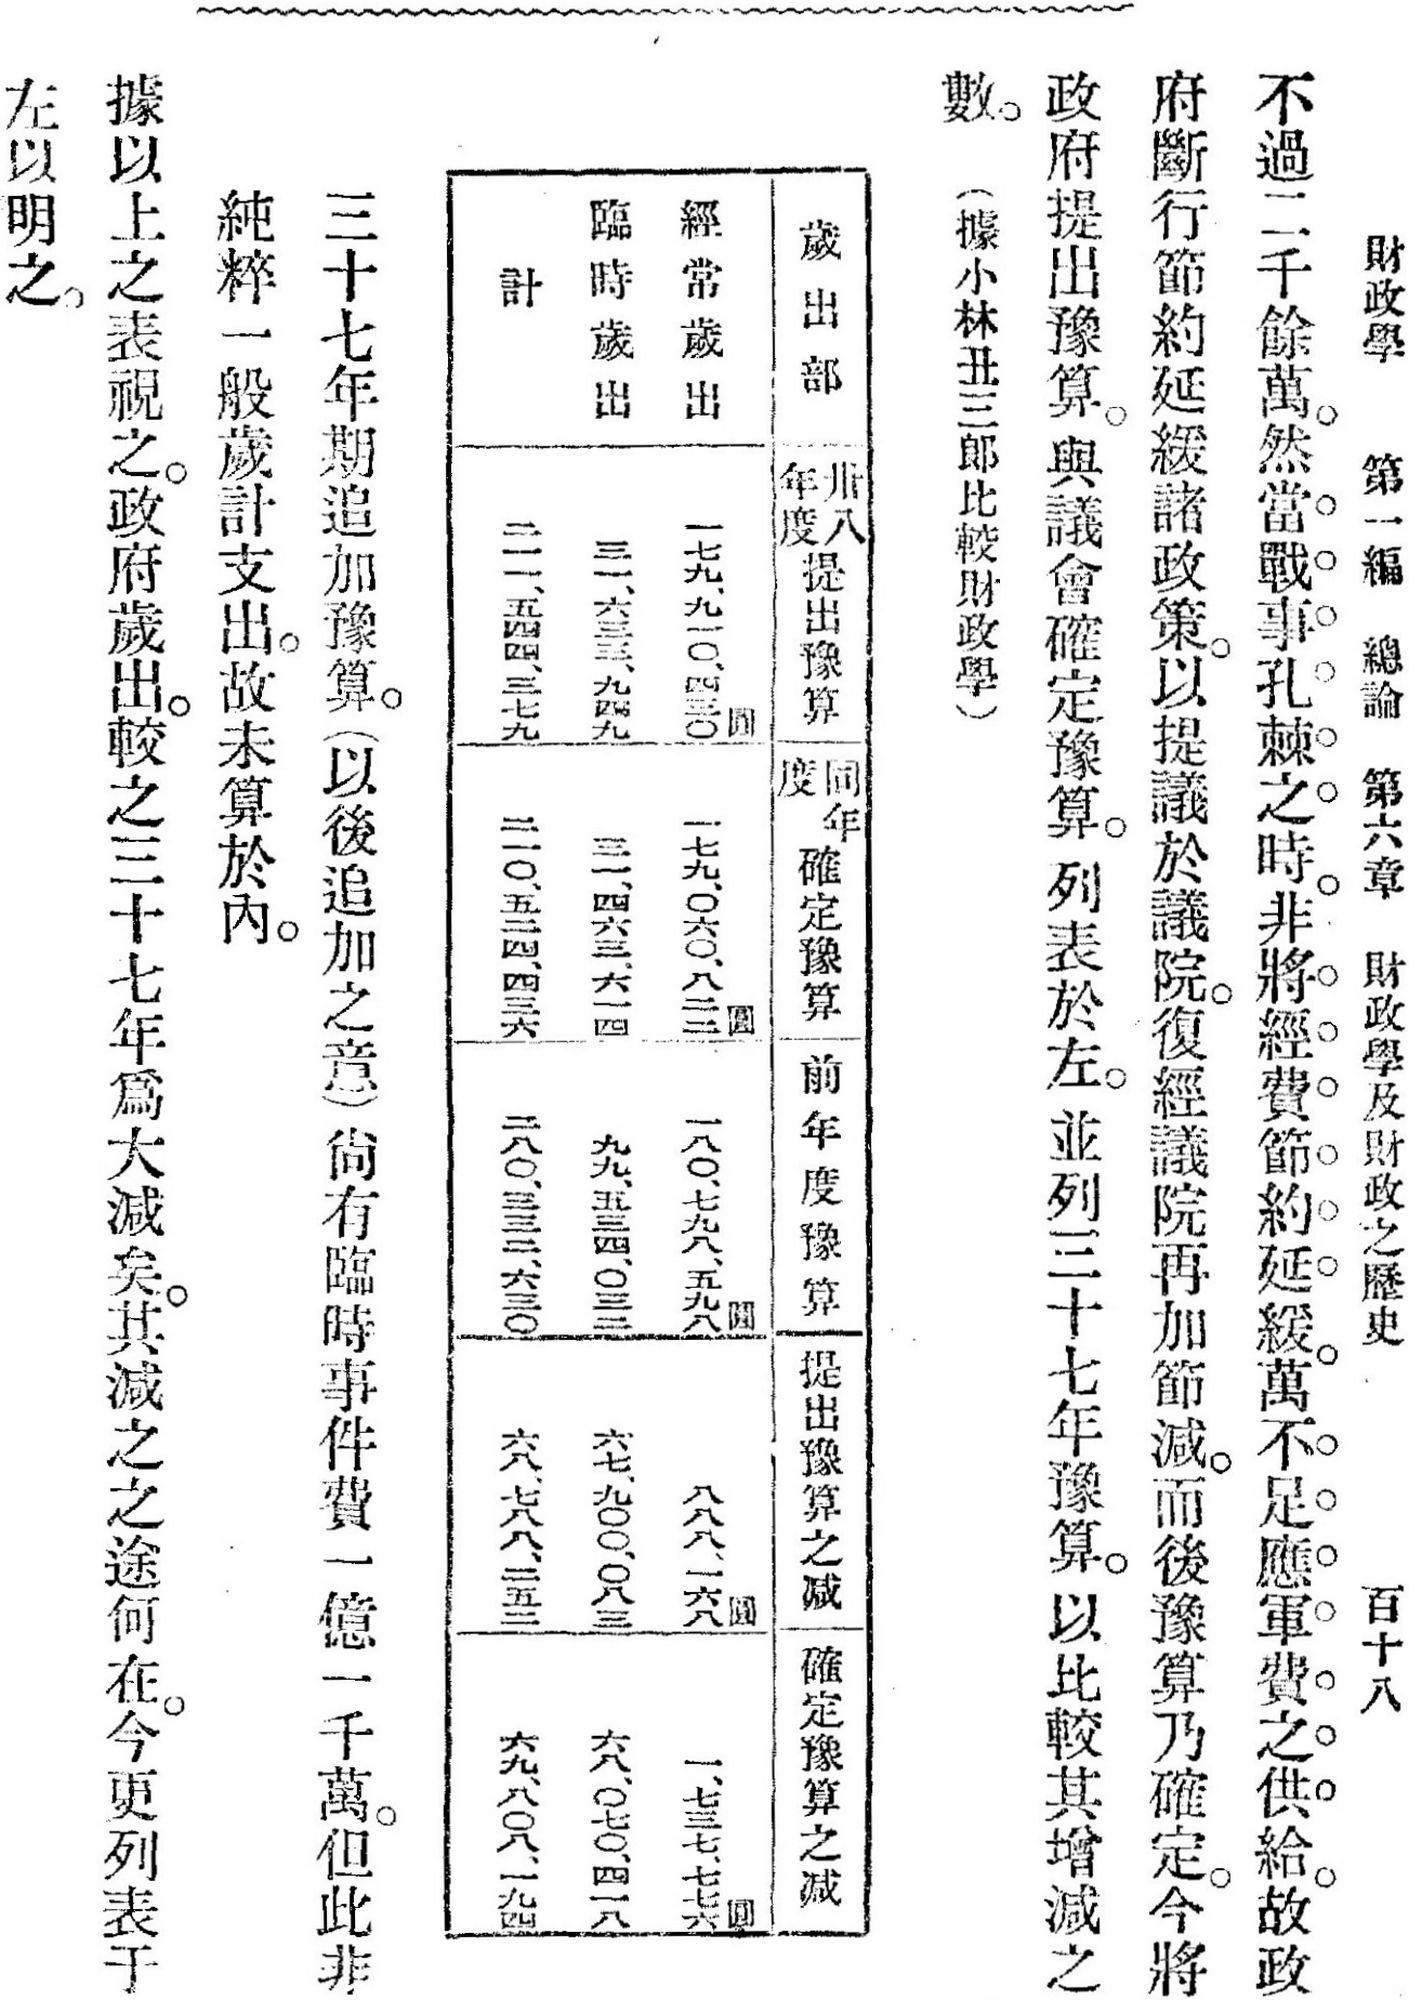 財政學　第一編　總論　第六章　財政學及財政之歷史　百十八
不過二千餘萬。然當戰事孔棘之時。非將經費節約延緩。萬不足應軍費之供給。故政
府斷行節約延緩諸政策。以提議於議院。復經議院再加節減。而後豫算乃確定。今將
政府提出豫算。與議會確定豫算。列表於左。並列三十七年豫算。以比較其增減之
數。（據小林丑三郎比較財政學）
歲出部　卅八年度提出豫算　同年度確定豫算　前年度豫算　提出豫算之減　確定豫算之減
經常歲出　一七九、九一〇、四三〇圓　一七九、〇六〇、八二二圓　一八〇、七九八、五九八圓　八八八、一六八圓　一、七三七、七七六圓
臨時歲出　三一、六三三、九四九　三一、四六三、六一四　九九、五三四、〇三二　六七、九〇〇、〇八三　六八、〇七〇、四一八
計　二一一、五四四、三七九　二一〇、五二四、四三六　二八〇、三三二、六三〇　六八、七八八、二五二　六九、八〇八、一九四
三十七年期追加豫算。（以後追加之意）尙有臨時事件費一億一千萬。但此非
純粹一般歲計支出。故未算於內。
據以上之表視之。政府歲出。較之三十七年爲大減矣。其減之之途何在。今更列表于
左以明之。